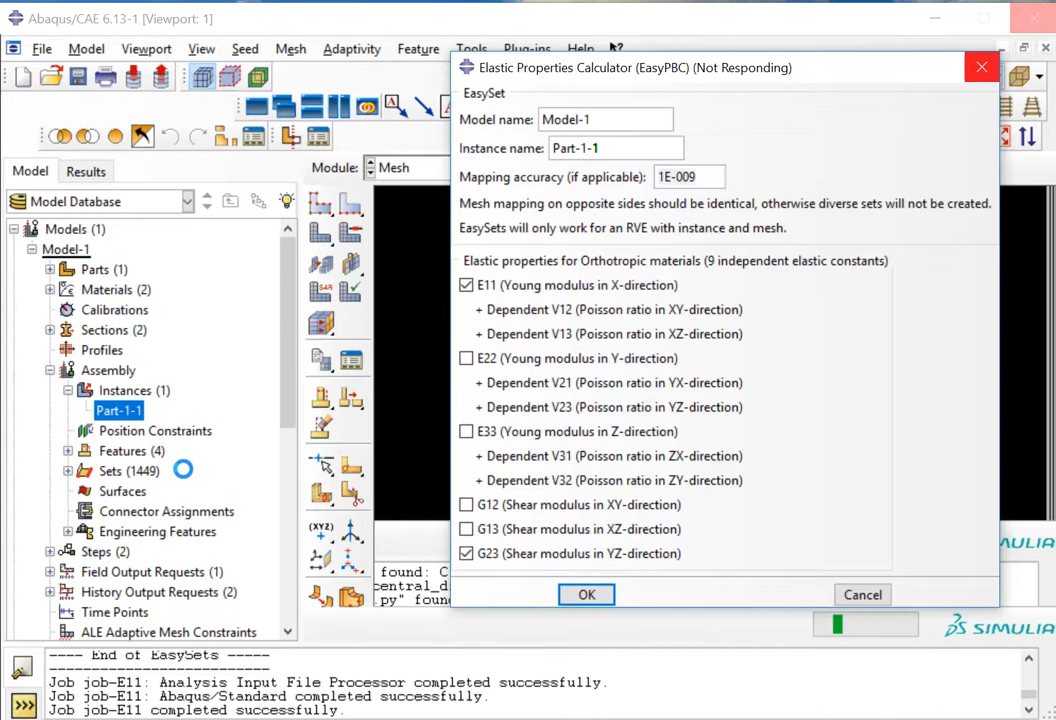 Abaqus/CAE 6.13-1 [Viewport: 1]
File Model Viewport View Seed Mesh Adaptivity Feature Tools Plug-ins Help
Elastic Properties Calculator (EasyPBC) (Not Responding)
EasySet
Model name: Model-1
Instance name: Part-1-1
Mapping accuracy (if applicable): 1E-009
Mesh mapping on opposite sides should be identical, otherwise diverse sets will not be created.
EasySets will only work for an RVE with instance and mesh.
Elastic properties for Orthotropic materials (9 independent elastic constants)
E11 (Young modulus in X-direction)
+ Dependent V12 (Poisson ratio in XY-direction)
+ Dependent V13 (Poisson ratio in XZ-direction)
E22 (Young modulus in Y-direction)
+ Dependent V21 (Poisson ratio in YX-direction)
+ Dependent V23 (Poisson ratio in YZ-direction)
E33 (Young modulus in Z-direction)
+ Dependent V31 (Poisson ratio in ZX-direction)
+ Dependent V32 (Poisson ratio in ZY-direction)
G12 (Shear modulus in XY-direction)
G13 (Shear modulus in XZ-direction)
G23 (Shear modulus in YZ-direction)
OK Cancel
Model Results
Module: Mesh
Model Database
Models (1)
Model-1
Parts (1)
Materials (2)
Calibrations
Sections (2)
Profiles
Assembly
Instances (1)
Part-1-1
Position Constraints
Features (4)
Sets (1449)
Surfaces
Connector Assignments
Engineering Features
Steps (2)
Field Output Requests (1)
History Output Requests (2)
Time Points
ALE Adaptive Mesh Constraints
(XYZ)
found: C
central_d
.py" foun
MULIA
SIMULIA
---- End of EasySets -----
--------------------------
Job job-E11: Analysis Input File Processor completed successfully.
Job job-E11: Abaqus/Standard completed successfully.
Job job-E11 completed successfully.